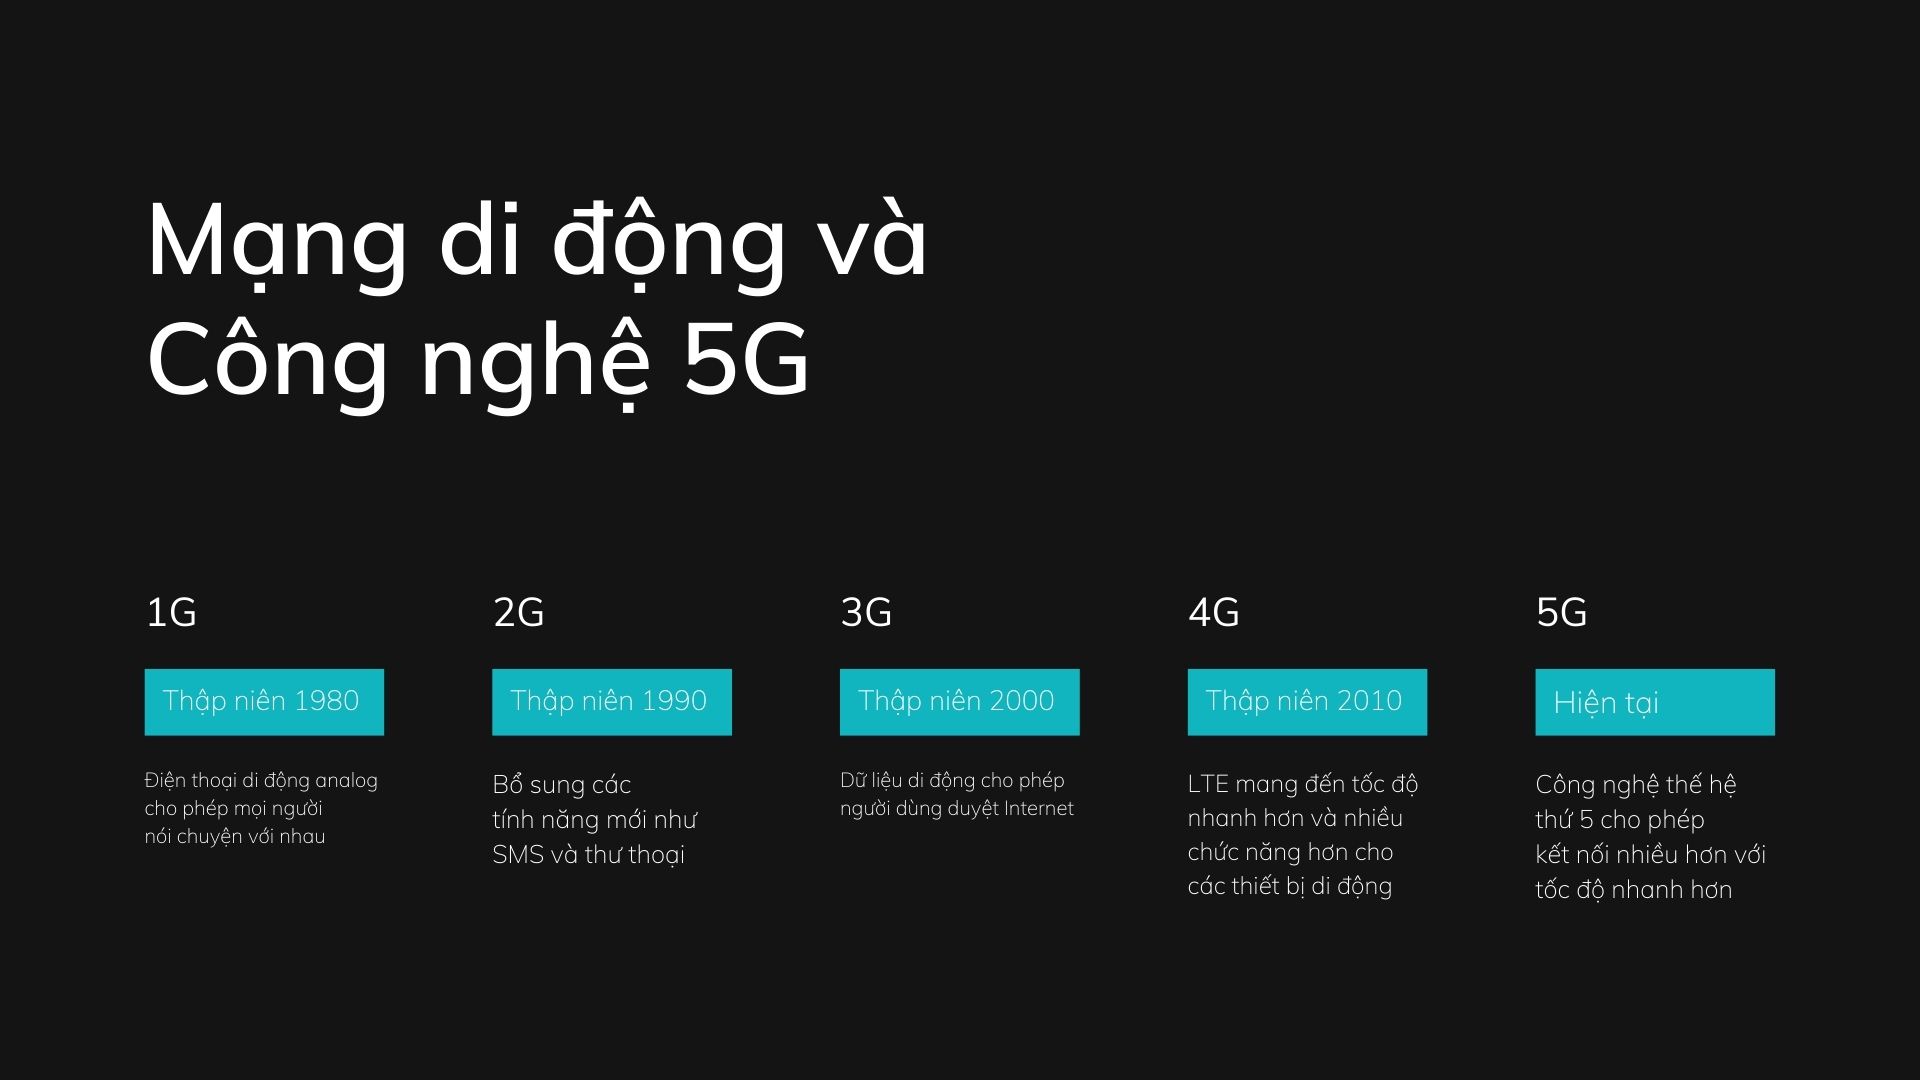 Mạng di động và
Công nghệ 5G
1G
Thập niên 1980
Điện thoại di động analog
cho phép mọi người
nói chuyện với nhau
2G
Thập niên 1990
Bổ sung các
tính năng mới như
SMS và thư thoại
3G
Thập niên 2000
Dữ liệu di động cho phép
người dùng duyệt Internet
4G
Thập niên 2010
LTE mang đến tốc độ
nhanh hơn và nhiều
chức năng hơn cho
các thiết bị di động
5G
Hiện tại
Công nghệ thế hệ
thứ 5 cho phép
kết nối nhiều hơn với
tốc độ nhanh hơn